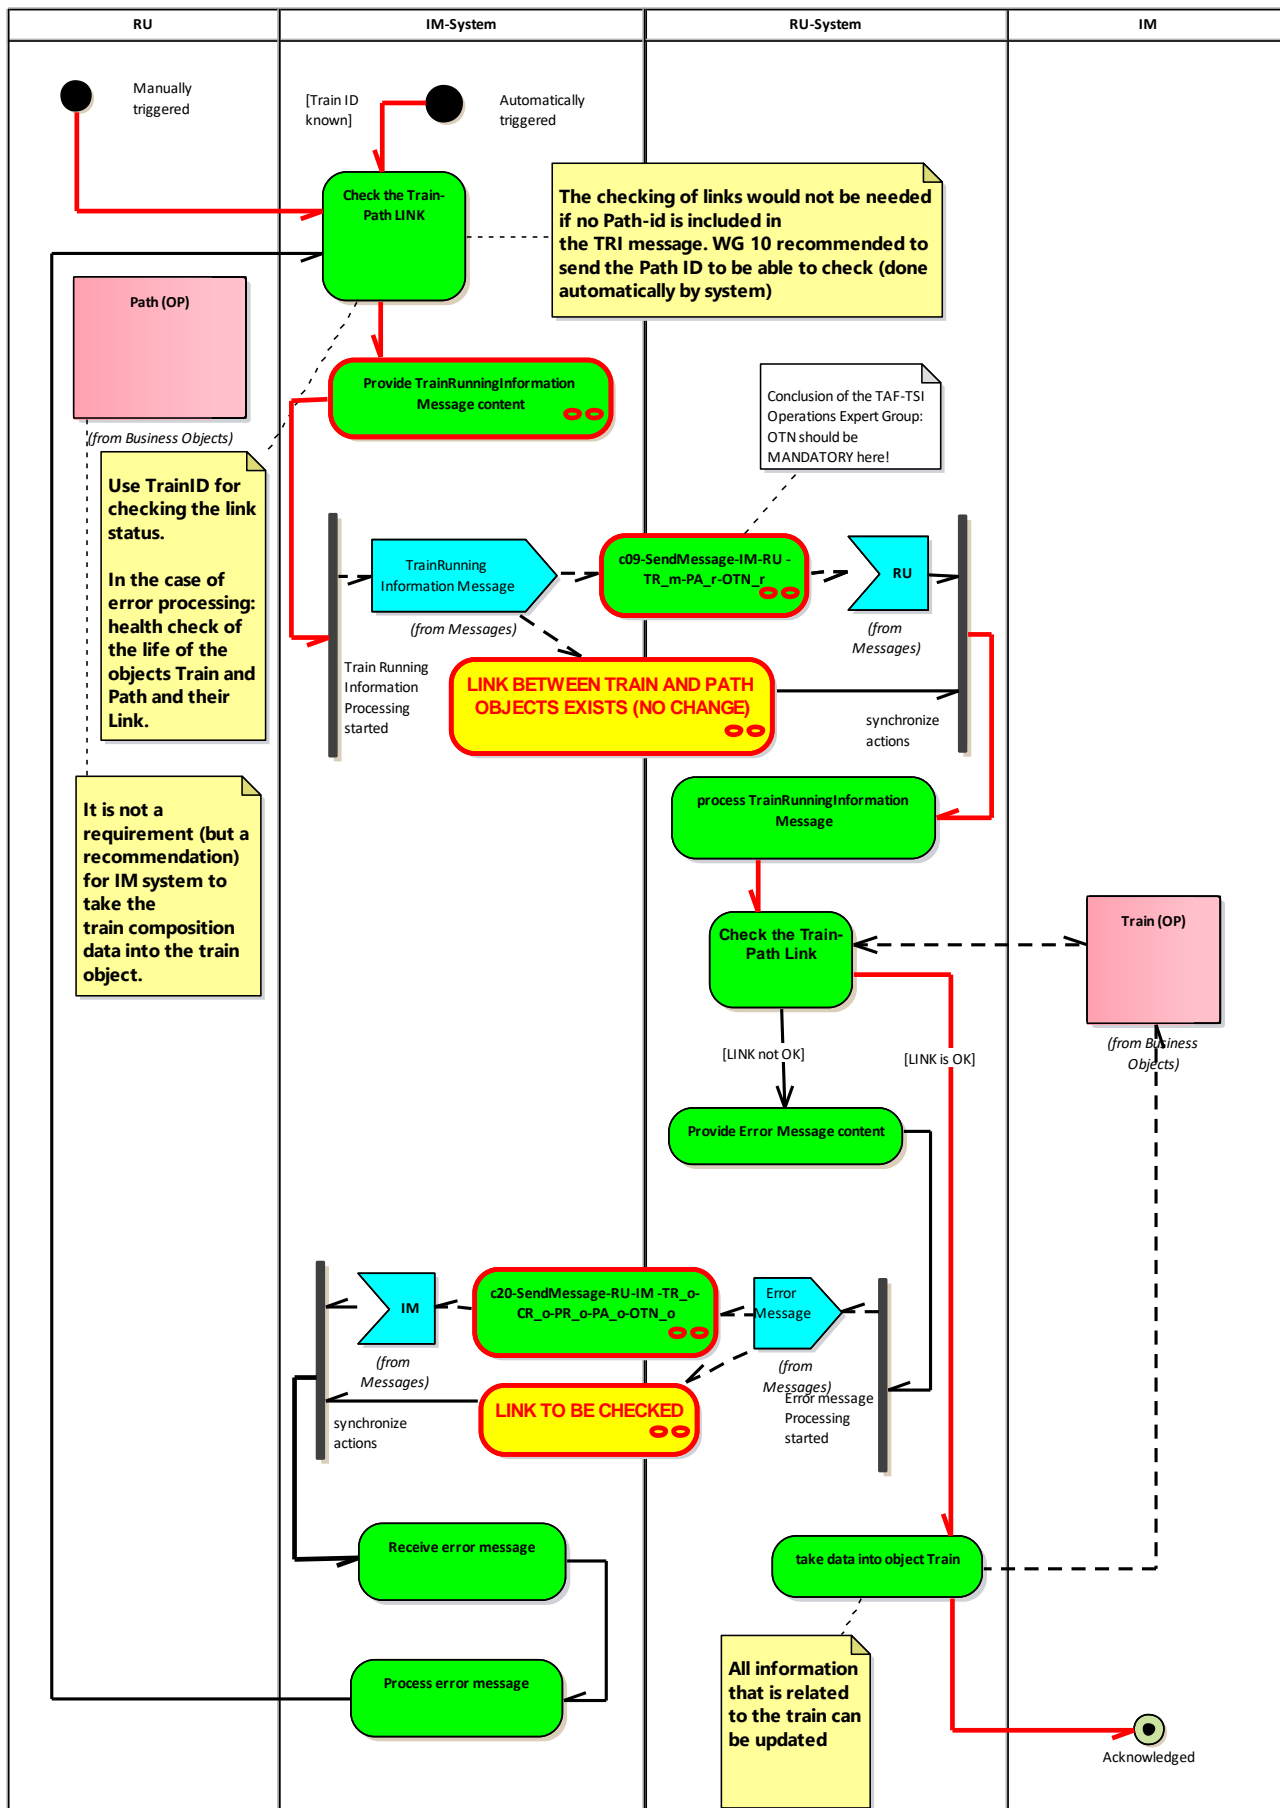 RU
IM-System
RU-System
IM
Manually
triggered
[Train ID
known]
Automatically
triggered
Check the Train-
Path LINK
The checking of links would not be needed
if no Path-id is included in
the TRI message. WG 10 recommended to
send the Path ID to be able to check (done
automatically by system)
Path (OP)
(from Business Objects)
Provide TrainRunningInformation
Message content
Conclusion of the TAF-TSI
Operations Expert Group:
OTN should be
MANDATORY here!
Use TrainID for
checking the link
status.
In the case of
error processing:
health check of
the life of the
objects Train and
Path and their
Link.
TrainRunning
Information Message
(from Messages)
c09-SendMessage-IM-RU -
TR_m-PA_r-OTN_r
RU
(from
Messages)
Train Running
Information
Processing
started
LINK BETWEEN TRAIN AND PATH
OBJECTS EXISTS (NO CHANGE)
synchronize
actions
It is not a
requirement (but a
recommendation)
for IM system to
take the
train composition
data into the train
object.
process TrainRunningInformation
Message
Check the Train-
Path Link
Train (OP)
(from Business
Objects)
[LINK not OK]
[LINK is OK]
Provide Error Message content
IM
(from
Messages)
c20-SendMessage-RU-IM -TR_o-
CR_o-PR_o-PA_o-OTN_o
Error
Message
(from
Messages)
Error message
Processing
started
LINK TO BE CHECKED
synchronize
actions
Receive error message
take data into object Train
Process error message
All information
that is related
to the train can
be updated
Acknowledged